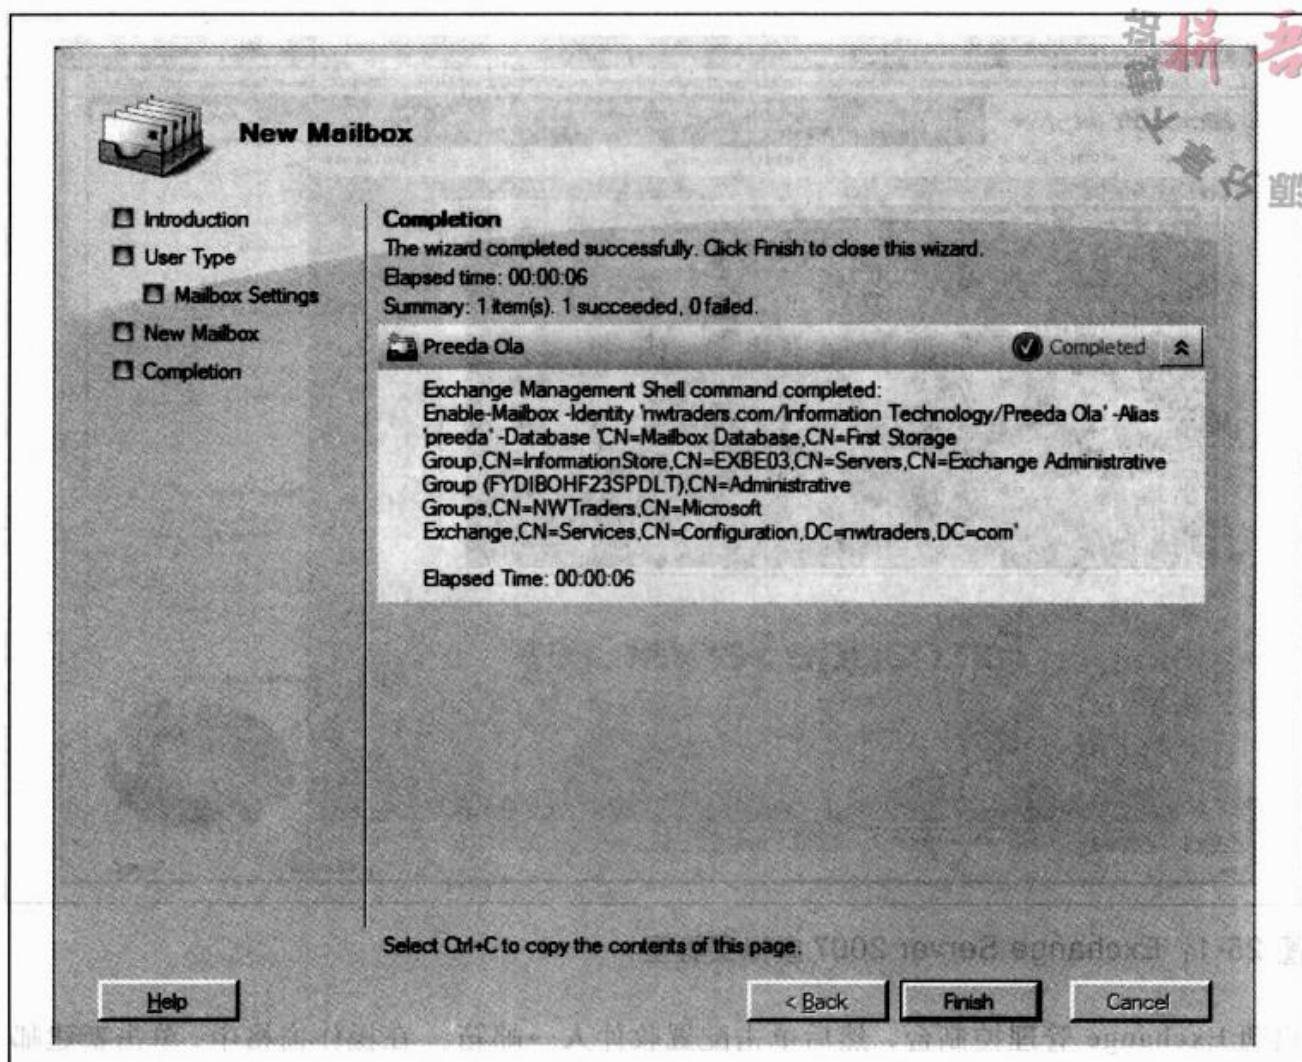 New Mailbox
Introduction
User Type
Mailbox Settings
New Mailbox
Completion
Completion
The wizard completed successfully. Click Finish to close this wizard.
Elapsed time: 00:00:06
Summary: 1 item(s). 1 succeeded, 0 failed.
Preeda Ola
Completed
Exchange Management Shell command completed:
Enable-Mailbox -Identity 'nwtraders.com/Information Technology/Preeda Ola' -Alias
'preeda' -Database 'CN=Mailbox Database,CN=First Storage
Group,CN=InformationStore,CN=EXBE03,CN=Servers,CN=Exchange Administrative
Group (FYDIBOHF23SPDLT),CN=Administrative
Groups,CN=NWTraders,CN=Microsoft
Exchange,CN=Services,CN=Configuration,DC=nwtraders,DC=com'
Elapsed Time: 00:00:06
Select Ctrl+C to copy the contents of this page.
Help
< Back
Finish
Cancel